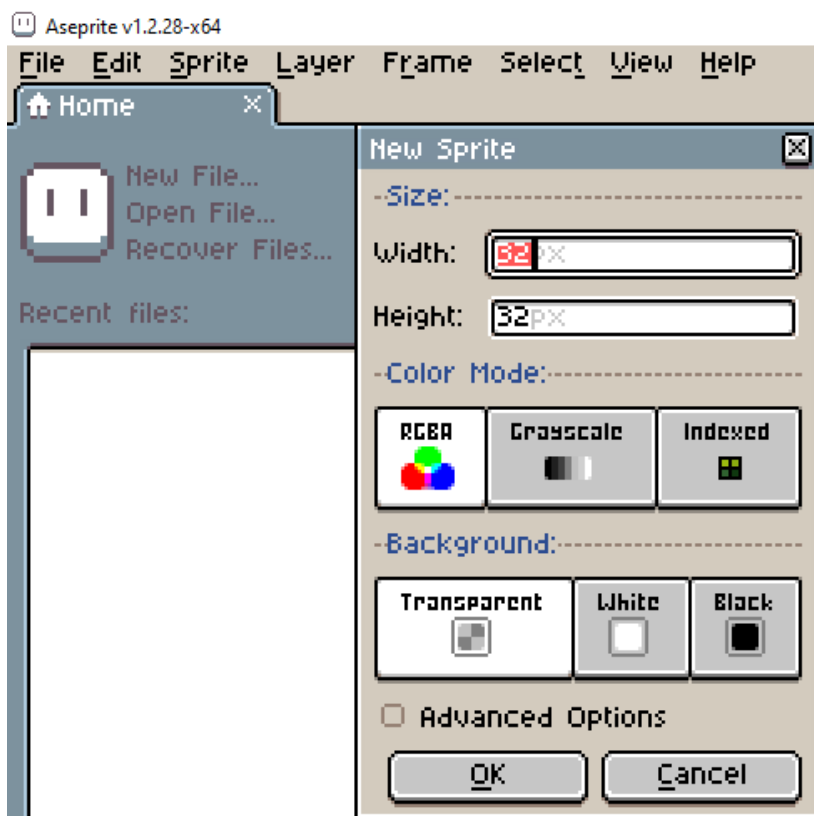 Aseprite v1.2.28-x64
File Edit Sprite Layer Frame Select View Help
Home
New File...
Open File...
Recover Files...
Recent files:
New Sprite
Size:
Width: 32px
Height: 32px
Color Mode:
RGBA Grayscale Indexed
Background:
Transparent White Black
Advanced Options
OK Cancel